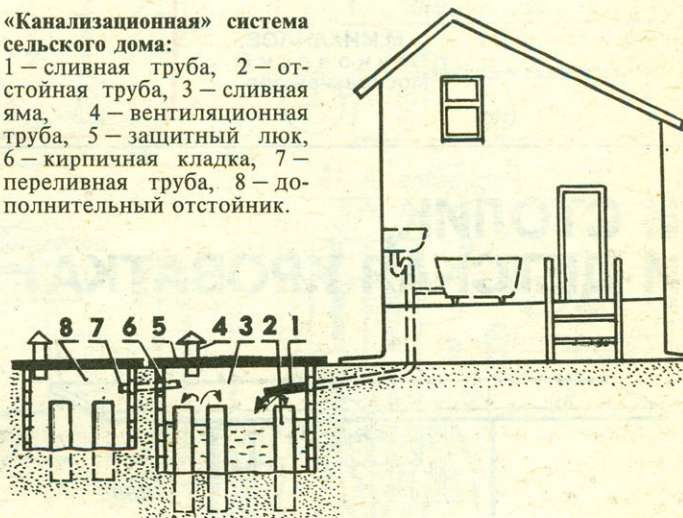 «Канализационная» система
сельского дома:
1 — сливная труба, 2 — от-
стойная труба, 3 — сливная
яма, 4 — вентиляционная
труба, 5 — защитный люк,
6 — кирпичная кладка, 7 —
переливная труба, 8 — до-
полнительный отстойник.
8 7 6 5 4 3 2 1